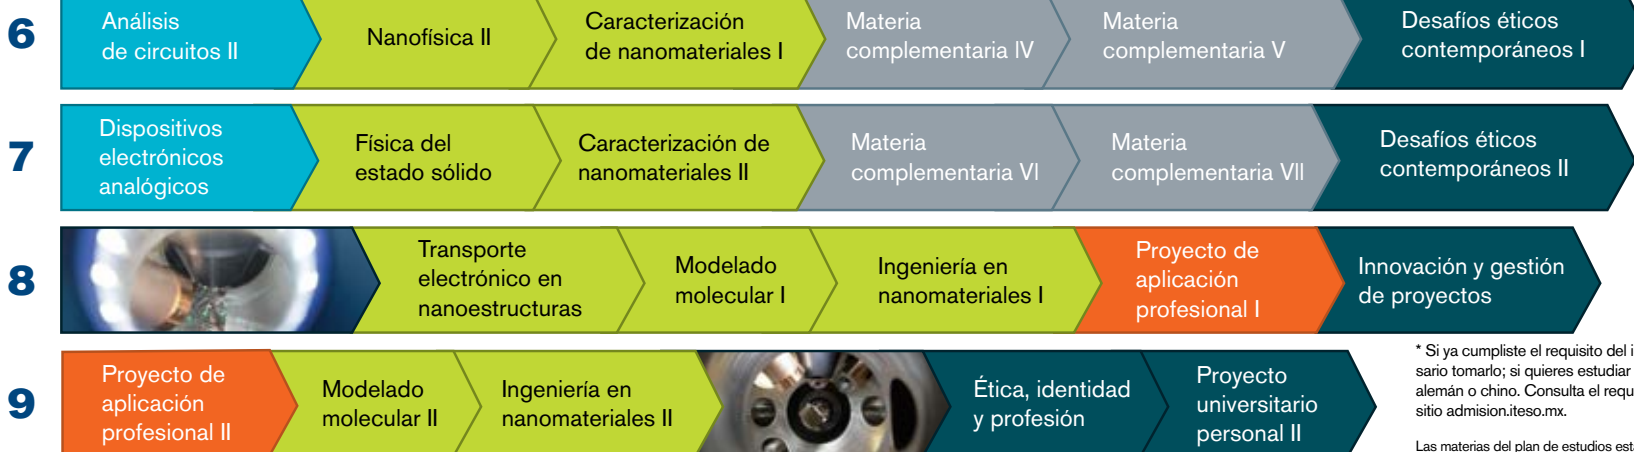 6
Análisis
de circuitos II
Nanofísica II
Caracterización
de nanomateriales I
Materia
complementaria IV
Materia
complementaria V
Desafíos éticos
contemporáneos I
7
Dispositivos
electrónicos
analógicos
Física del
estado sólido
Caracterización de
nanomateriales II
Materia
complementaria VI
Materia
complementaria VII
Desafíos éticos
contemporáneos II
8
Transporte
electrónico en
nanoestructuras
Modelado
molecular I
Ingeniería en
nanomateriales I
Proyecto de
aplicación
profesional I
Innovación y gestión
de proyectos
9
Proyecto de
aplicación
profesional II
Modelado
molecular II
Ingeniería en
nanomateriales II
Ética, identidad
y profesión
Proyecto
universitario
personal II
* Si ya cumpliste el requisito del
sario tomarlo; si quieres estudiar
alemán o chino. Consulta el requ
sitio admision.iteso.mx.
Las materias del plan de estudios est